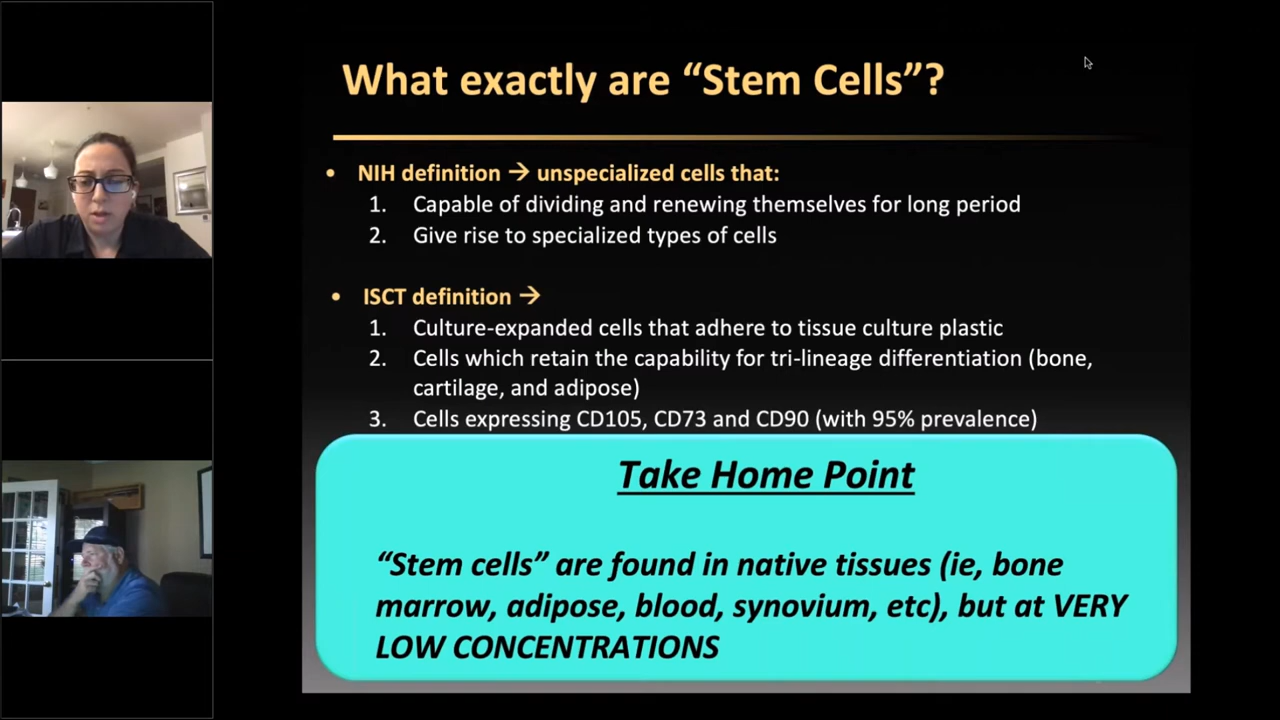 What exactly are “Stem Cells”?
• NIH definition → unspecialized cells that:
1. Capable of dividing and renewing themselves for long period
2. Give rise to specialized types of cells
• ISCT definition →
1. Culture-expanded cells that adhere to tissue culture plastic
2. Cells which retain the capability for tri-lineage differentiation (bone,
cartilage, and adipose)
3. Cells expressing CD105, CD73 and CD90 (with 95% prevalence)
Take Home Point
“Stem cells” are found in native tissues (ie, bone
marrow, adipose, blood, synovium, etc), but at VERY
LOW CONCENTRATIONS